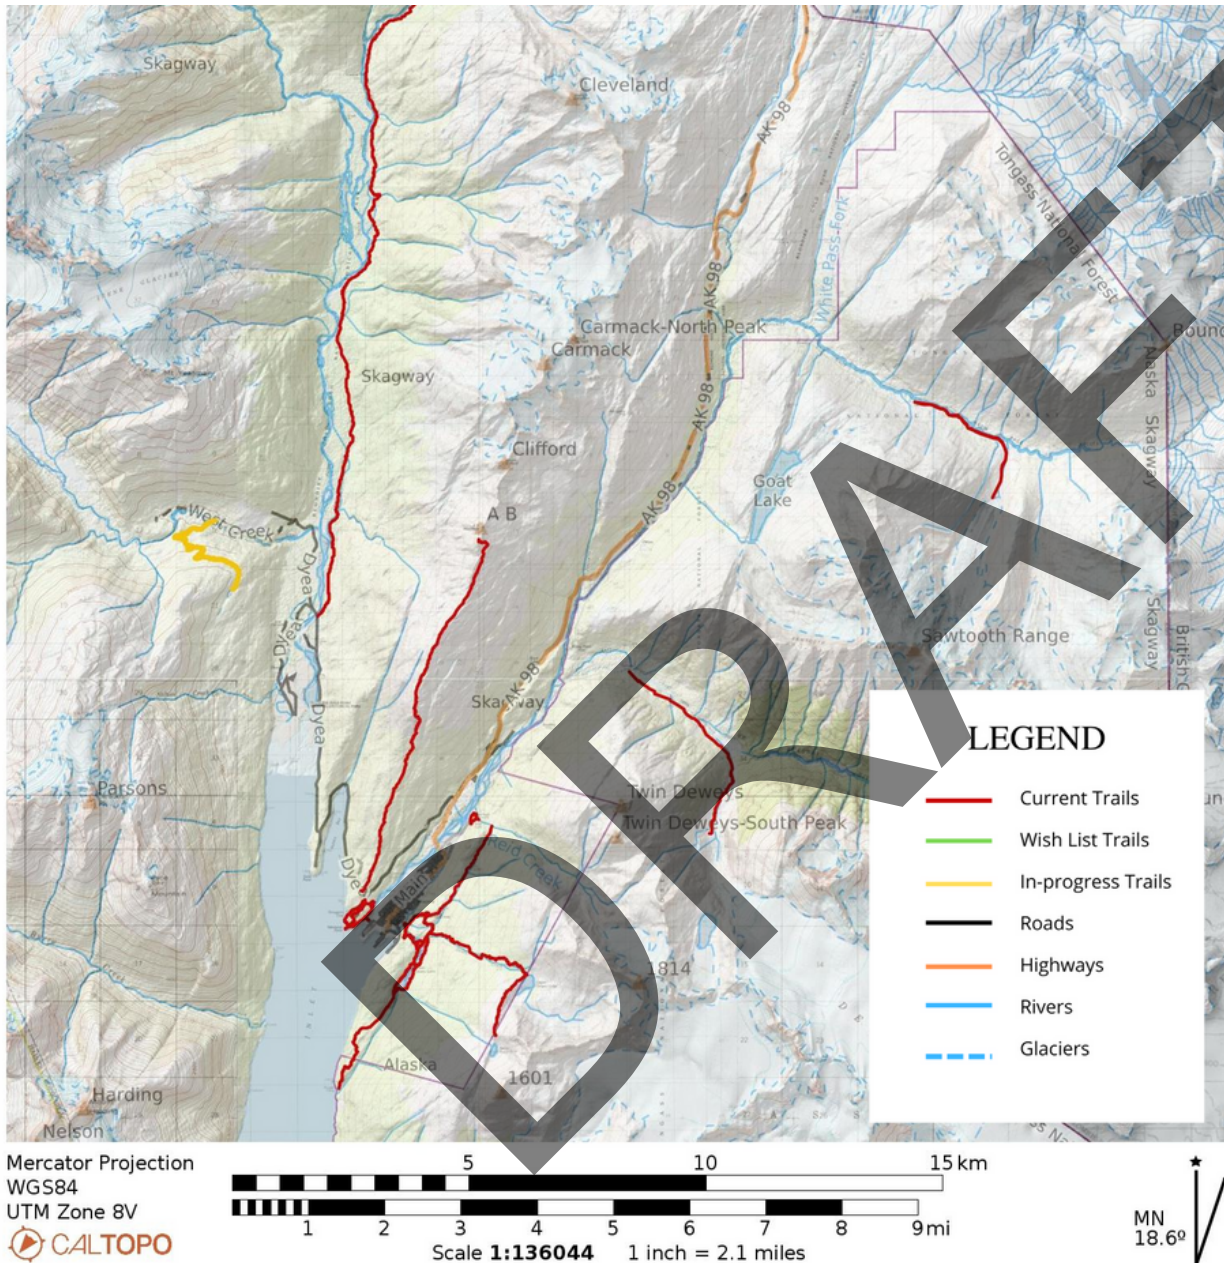 Skagway
Cleveland
AK-98
Tongass National Forest
White Pass-Fork
AK-98
Carmack-North Peak
Carmack
Bound
Alaska
Skagway
Skagway
AK-98
Clifford
Goat
Lake
AK-98
A B
West Creek
Dyea
Dyea
Skagway
British C
Sawtooth Range
AK-98
Skagway
Dyea
Parsons
Twin Deweys
Twin Deweys-South Peak
Reid Creek
Dyea
Main
1814
Alaska
1601
Harding
Nelson
DRAFT
LEGEND
Current Trails
Wish List Trails
In-progress Trails
Roads
Highways
Rivers
Glaciers
Mercator Projection
WGS84
UTM Zone 8V
CALTOPO
5 10 15 km
1 2 3 4 5 6 7 8 9 mi
Scale 1:136044 1 inch = 2.1 miles
MN
18.6º